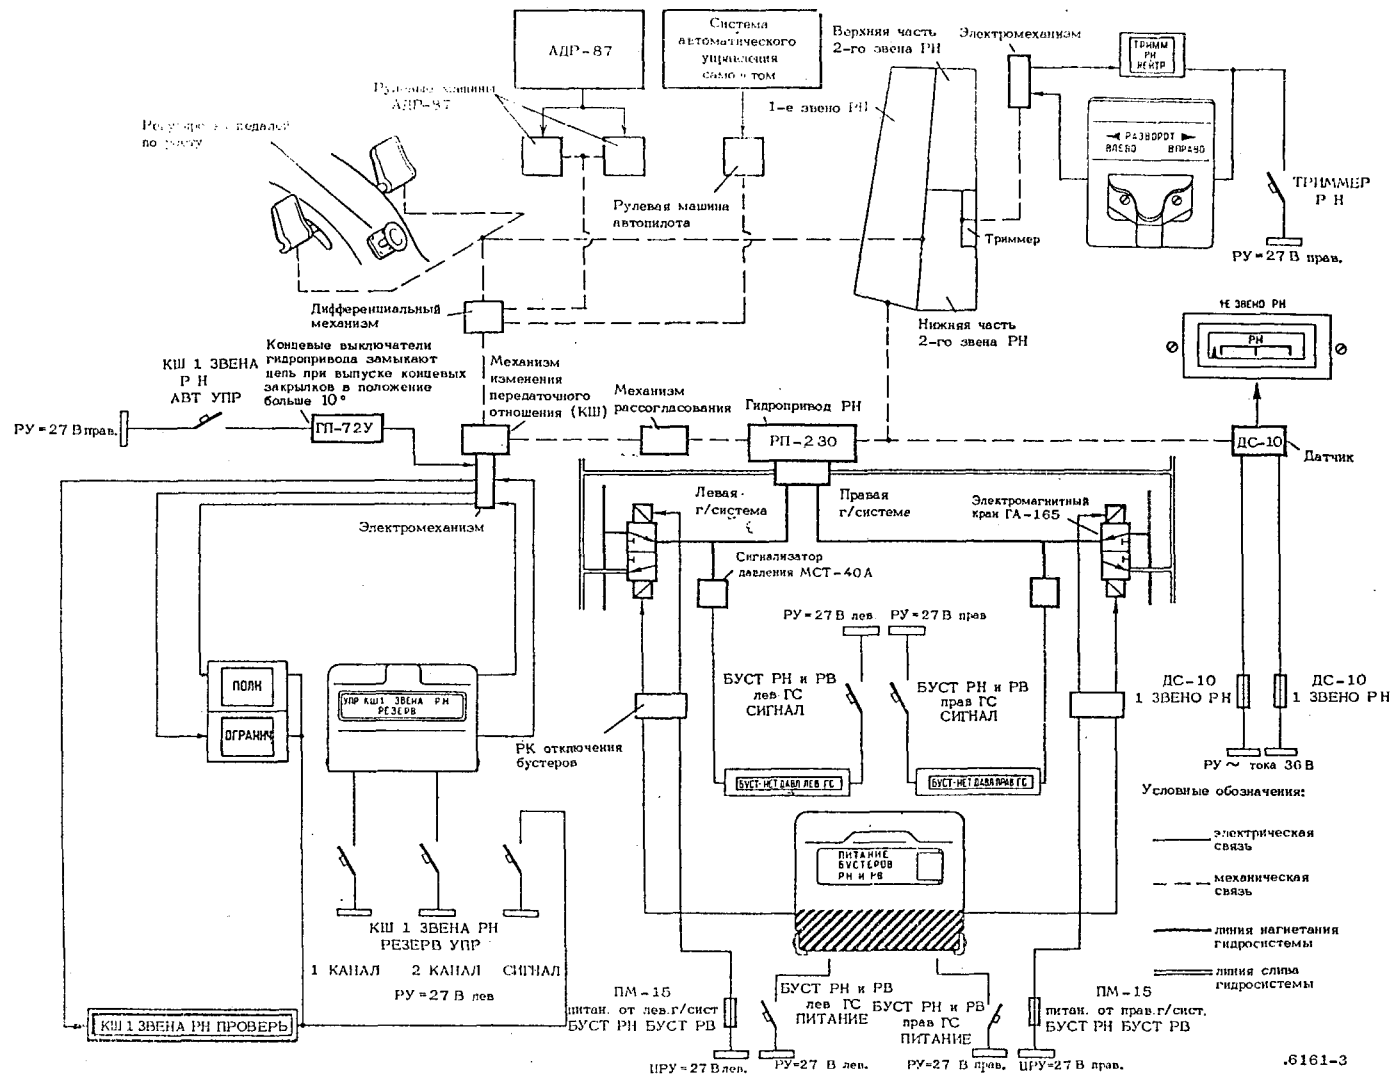 АДР-87
Система
автоматического
управления
Верхняя часть
2-го звена РН
Электромеханизм
ТРИММ
РН
НЕЙТР
Рулевые машины
АДР-87
1-е звено РН
педалей
по росту
РАЗВОРОТ
ВЛЕВО ВПРАВО
ТРИММЕР
РН
РУ=27 В прав.
Рулевая машина
автопилота
Триммер
Дифференциальный
механизм
Нижняя часть
2-го звена РН
1-Е ЗВЕНО РН
РН
КШ 1 ЗВЕНА
РН
АВТ УПР
Концевые выключатели
гидропривода замыкают
цепь при выпуске концевых
закрылков в положение
больше 10°
Механизм
изменения
передаточного
отношения (КШ)
Механизм
рассогласования
Гидропривод РН
РУ=27 В прав.
ГП-72У
РП-230
ДС-10
Датчик
Электромеханизм
Левая
г/система
Правая
г/системе
Электромагнитный
кран ГА-165
Сигнализатор
давления МСТ-40А
РУ=27 В лев.
РУ=27 В прав
ПОЛН
ОГРАНИЧ
УПР КШ1 ЗВЕНА РН
РЕЗЕРВ
БУСТ РН и РВ
лев ГС
СИГНАЛ
БУСТ РН и РВ
прав ГС
СИГНАЛ
ДС-10
1 ЗВЕНО РН
ДС-10
1 ЗВЕНО РН
РК отключения
бустеров
БУСТ-НЕТ ДАВЛ ЛЕВ ГС
БУСТ-НЕТ ДАВЛ ПРАВ ГС
РУ ~ тока 36 В
Условные обозначения:
электрическая
связь
механическая
связь
линия нагнетания
гидросистемы
линия слива
гидросистемы
ПИТАНИЕ
БУСТЕРОВ
РН и РВ
КШ 1 ЗВЕНА РН
РЕЗЕРВ УПР
1 КАНАЛ 2 КАНАЛ СИГНАЛ
РУ=27 В лев
КШ 1 ЗВЕНА РН ПРОВЕРЬ
ПМ-15
питан. от лев.г/сист
БУСТ РН БУСТ РВ
БУСТ РН и РВ
лев ГС
ПИТАНИЕ
БУСТ РН и РВ
прав ГС
ПИТАНИЕ
ПМ-15
питан. от прав.г/сист.
БУСТ РН БУСТ РВ
ЦРУ=27 В лев.
РУ=27 В лев.
РУ=27 В прав.
ЦРУ=27 В прав.
.6161-3